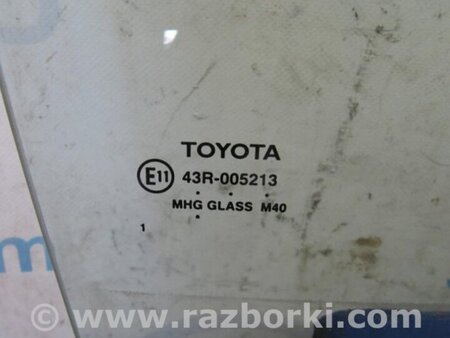 TOYOTA
E11 43R-005213
MHG GLASS M40
1
© www.razborki.com